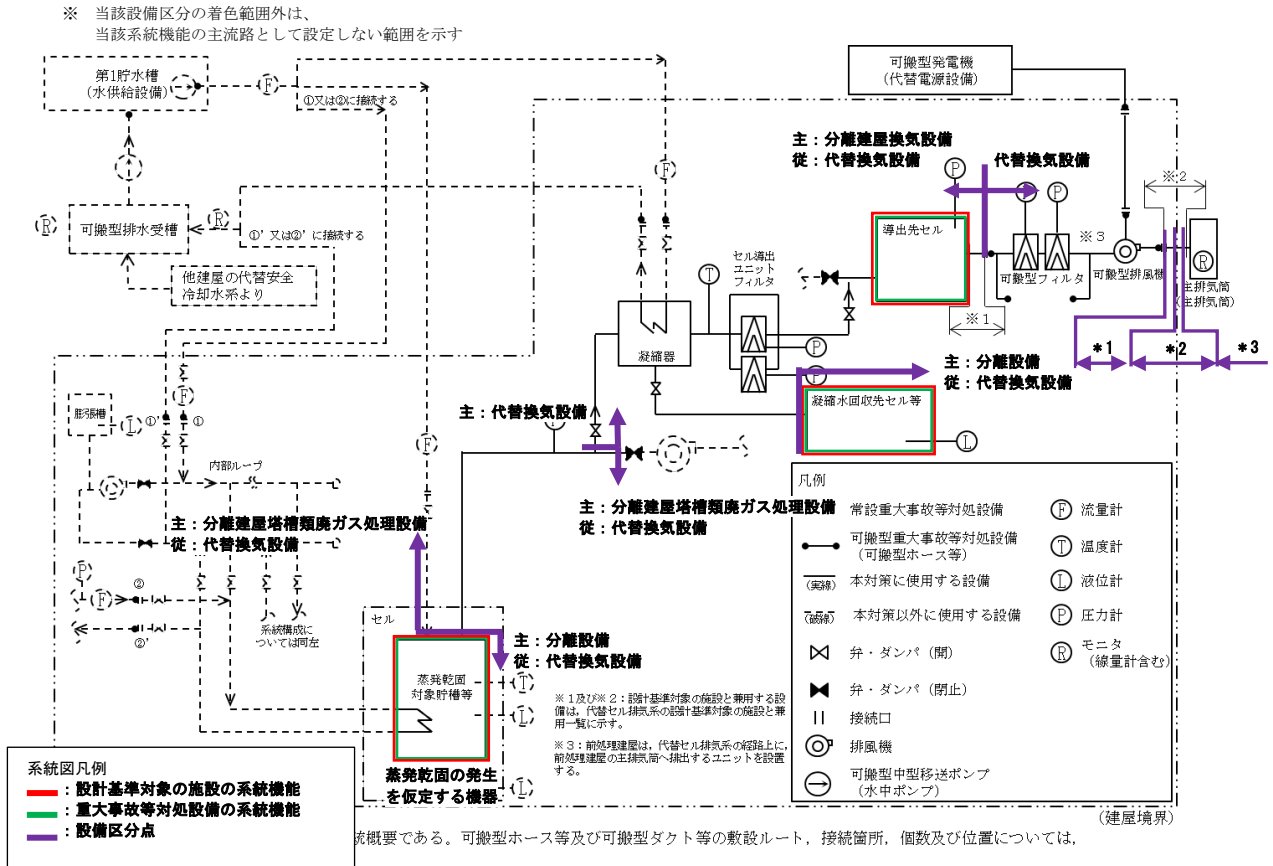 ※　当該設備区分の着色範囲外は、
当該系統機能の主流路として設定しない範囲を示す
第1貯水槽
(水供給設備)
F
①又は②に接続する
可搬型発電機
(代替電源設備)
主：分離建屋換気設備
従：代替換気設備
代替換気設備
P
P
P
※2
F
R
可搬型排水受槽
R
①’又は②’に接続する
他建屋の代替安全
冷却水系より
導出先セル
※3
可搬型フィルタ
可搬型排風機
R
主排気筒
(主排気筒)
セル導出
ユニット
フィルタ
T
凝縮器
P
P
※1
＊1
＊2
＊3
主：分離設備
従：代替換気設備
凝縮水回収先セル等
L
主：代替換気設備
F
膨張槽
L
①’
①
F
内部ループ
主：分離建屋塔槽類廃ガス処理設備
従：代替換気設備
主：分離建屋塔槽類廃ガス処理設備
従：代替換気設備
P
F
②
②’
系統構成に
ついては同左
セル
蒸発乾固
対象貯槽等
主：分離設備
従：代替換気設備
T
L
L
蒸発乾固の発生
を仮定する機器
※1及び※2：設計基準対象の施設と兼用する設
備は，代替セル排気系の設計基準対象の施設と兼
用一覧に示す。
※3：前処理建屋は，代替セル排気系の経路上に，
前処理建屋の主排気筒へ排出するユニットを設置
する。
凡例
常設重大事故等対処設備
可搬型重大事故等対処設備
(可搬型ホース等)
(実線)
本対策に使用する設備
(破線)
本対策以外に使用する設備
弁・ダンパ（開）
弁・ダンパ（閉止）
接続口
排風機
可搬型中型移送ポンプ
(水中ポンプ)
F 流量計
T 温度計
L 液位計
P 圧力計
R モニタ
(線量計含む)
(建屋境界)
系統図凡例
：設計基準対象の施設の系統機能
：重大事故等対処設備の系統機能
：設備区分点
統概要である。可搬型ホース等及び可搬型ダクト等の敷設ルート，接続箇所，個数及び位置については，